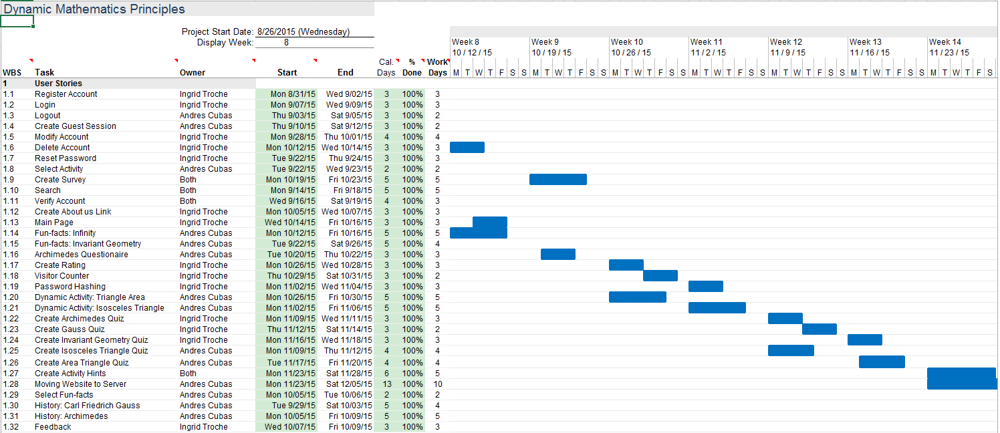 Dynamic Mathematics Principles
Project Start Date: 8/26/2015 (Wednesday)
Display Week: 8
Week 8 Week 9 Week 10 Week 11 Week 12 Week 13 Week 14
10 / 12 / 15 10 / 19 / 15 10 / 26 / 15 11 / 2 / 15 11 / 9 / 15 11 / 16 / 15 11 / 23 / 15
Cal. % Work
WBS Task Owner Start End Days Done Days M T W T F S S M T W T F S S M T W T F S S M T W T F S S M T W T F S S M T W T F S S M T W T F S
1 User Stories
1.1 Register Account Ingrid Troche Mon 8/31/15 Wed 9/02/15 3 100% 3
1.2 Login Ingrid Troche Mon 9/07/15 Wed 9/09/15 3 100% 3
1.3 Logout Andres Cubas Thu 9/03/15 Sat 9/05/15 3 100% 2
1.4 Create Guest Session Andres Cubas Thu 9/10/15 Sat 9/12/15 3 100% 2
1.5 Modify Account Ingrid Troche Mon 9/28/15 Thu 10/01/15 4 100% 4
1.6 Delete Account Ingrid Troche Mon 10/12/15 Wed 10/14/15 3 100% 3
1.7 Reset Password Ingrid Troche Tue 9/22/15 Thu 9/24/15 3 100% 3
1.8 Select Activity Andres Cubas Tue 9/22/15 Wed 9/23/15 2 100% 2
1.9 Create Survey Both Mon 10/19/15 Fri 10/23/15 5 100% 5
1.10 Search Both Mon 9/14/15 Fri 9/18/15 5 100% 5
1.11 Verify Account Both Wed 9/16/15 Sat 9/19/15 4 100% 3
1.12 Create About us Link Ingrid Troche Mon 10/05/15 Wed 10/07/15 3 100% 3
1.13 Main Page Ingrid Troche Wed 10/14/15 Fri 10/16/15 3 100% 3
1.14 Fun-facts: Infinity Andres Cubas Mon 10/12/15 Fri 10/16/15 5 100% 5
1.15 Fun-facts: Invariant Geometry Andres Cubas Tue 9/22/15 Sat 9/26/15 5 100% 4
1.16 Archimedes Questionaire Andres Cubas Tue 10/20/15 Thu 10/22/15 3 100% 3
1.17 Create Rating Ingrid Troche Mon 10/26/15 Wed 10/28/15 3 100% 3
1.18 Visitor Counter Ingrid Troche Thu 10/29/15 Sat 10/31/15 3 100% 2
1.19 Password Hashing Ingrid Troche Mon 11/02/15 Wed 11/04/15 3 100% 3
1.20 Dynamic Activity: Triangle Area Andres Cubas Mon 10/26/15 Fri 10/30/15 5 100% 5
1.21 Dynamic Activity: Isosceles Triangle Andres Cubas Mon 11/02/15 Fri 11/06/15 5 100% 5
1.22 Create Archimedes Quiz Ingrid Troche Mon 11/09/15 Wed 11/11/15 3 100% 3
1.23 Create Gauss Quiz Ingrid Troche Thu 11/12/15 Sat 11/14/15 3 100% 2
1.24 Create Invariant Geometry Quiz Ingrid Troche Mon 11/16/15 Wed 11/18/15 3 100% 3
1.25 Create Isosceles Triangle Quiz Andres Cubas Mon 11/09/15 Thu 11/12/15 4 100% 4
1.26 Create Area Triangle Quiz Andres Cubas Tue 11/17/15 Fri 11/20/15 4 100% 4
1.27 Create Activity Hints Both Mon 11/23/15 Sat 11/28/15 6 100% 5
1.28 Moving Website to Server Andres Cubas Mon 11/23/15 Sat 12/05/15 13 100% 10
1.29 Select Fun-facts Andres Cubas Mon 10/05/15 Tue 10/06/15 2 100% 2
1.30 History: Carl Friedrich Gauss Andres Cubas Tue 9/29/15 Sat 10/03/15 5 100% 4
1.31 History: Archimedes Andres Cubas Mon 10/05/15 Fri 10/09/15 5 100% 5
1.32 Feedback Ingrid Troche Wed 10/07/15 Fri 10/09/15 3 100% 3